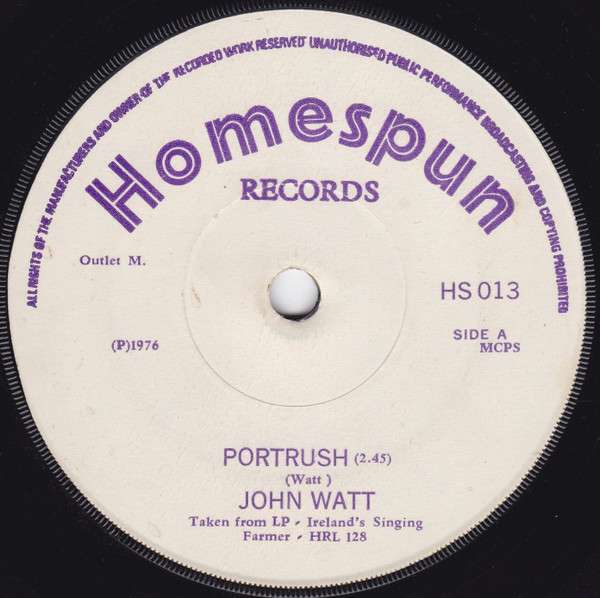 ALL RIGHTS OF THE MANUFACTURERS AND OWNER OF THE RECORDED WORK RESERVED UNAUTHORISED PUBLIC PERFORMANCE BROADCASTING AND COPYING PROHIBITED
Homespun
RECORDS
Outlet M.
HS 013
(P)1976
SIDE A
MCPS
PORTRUSH (2.45)
(Watt )
JOHN WATT
Taken from LP - Ireland's Singing
Farmer - HRL 128